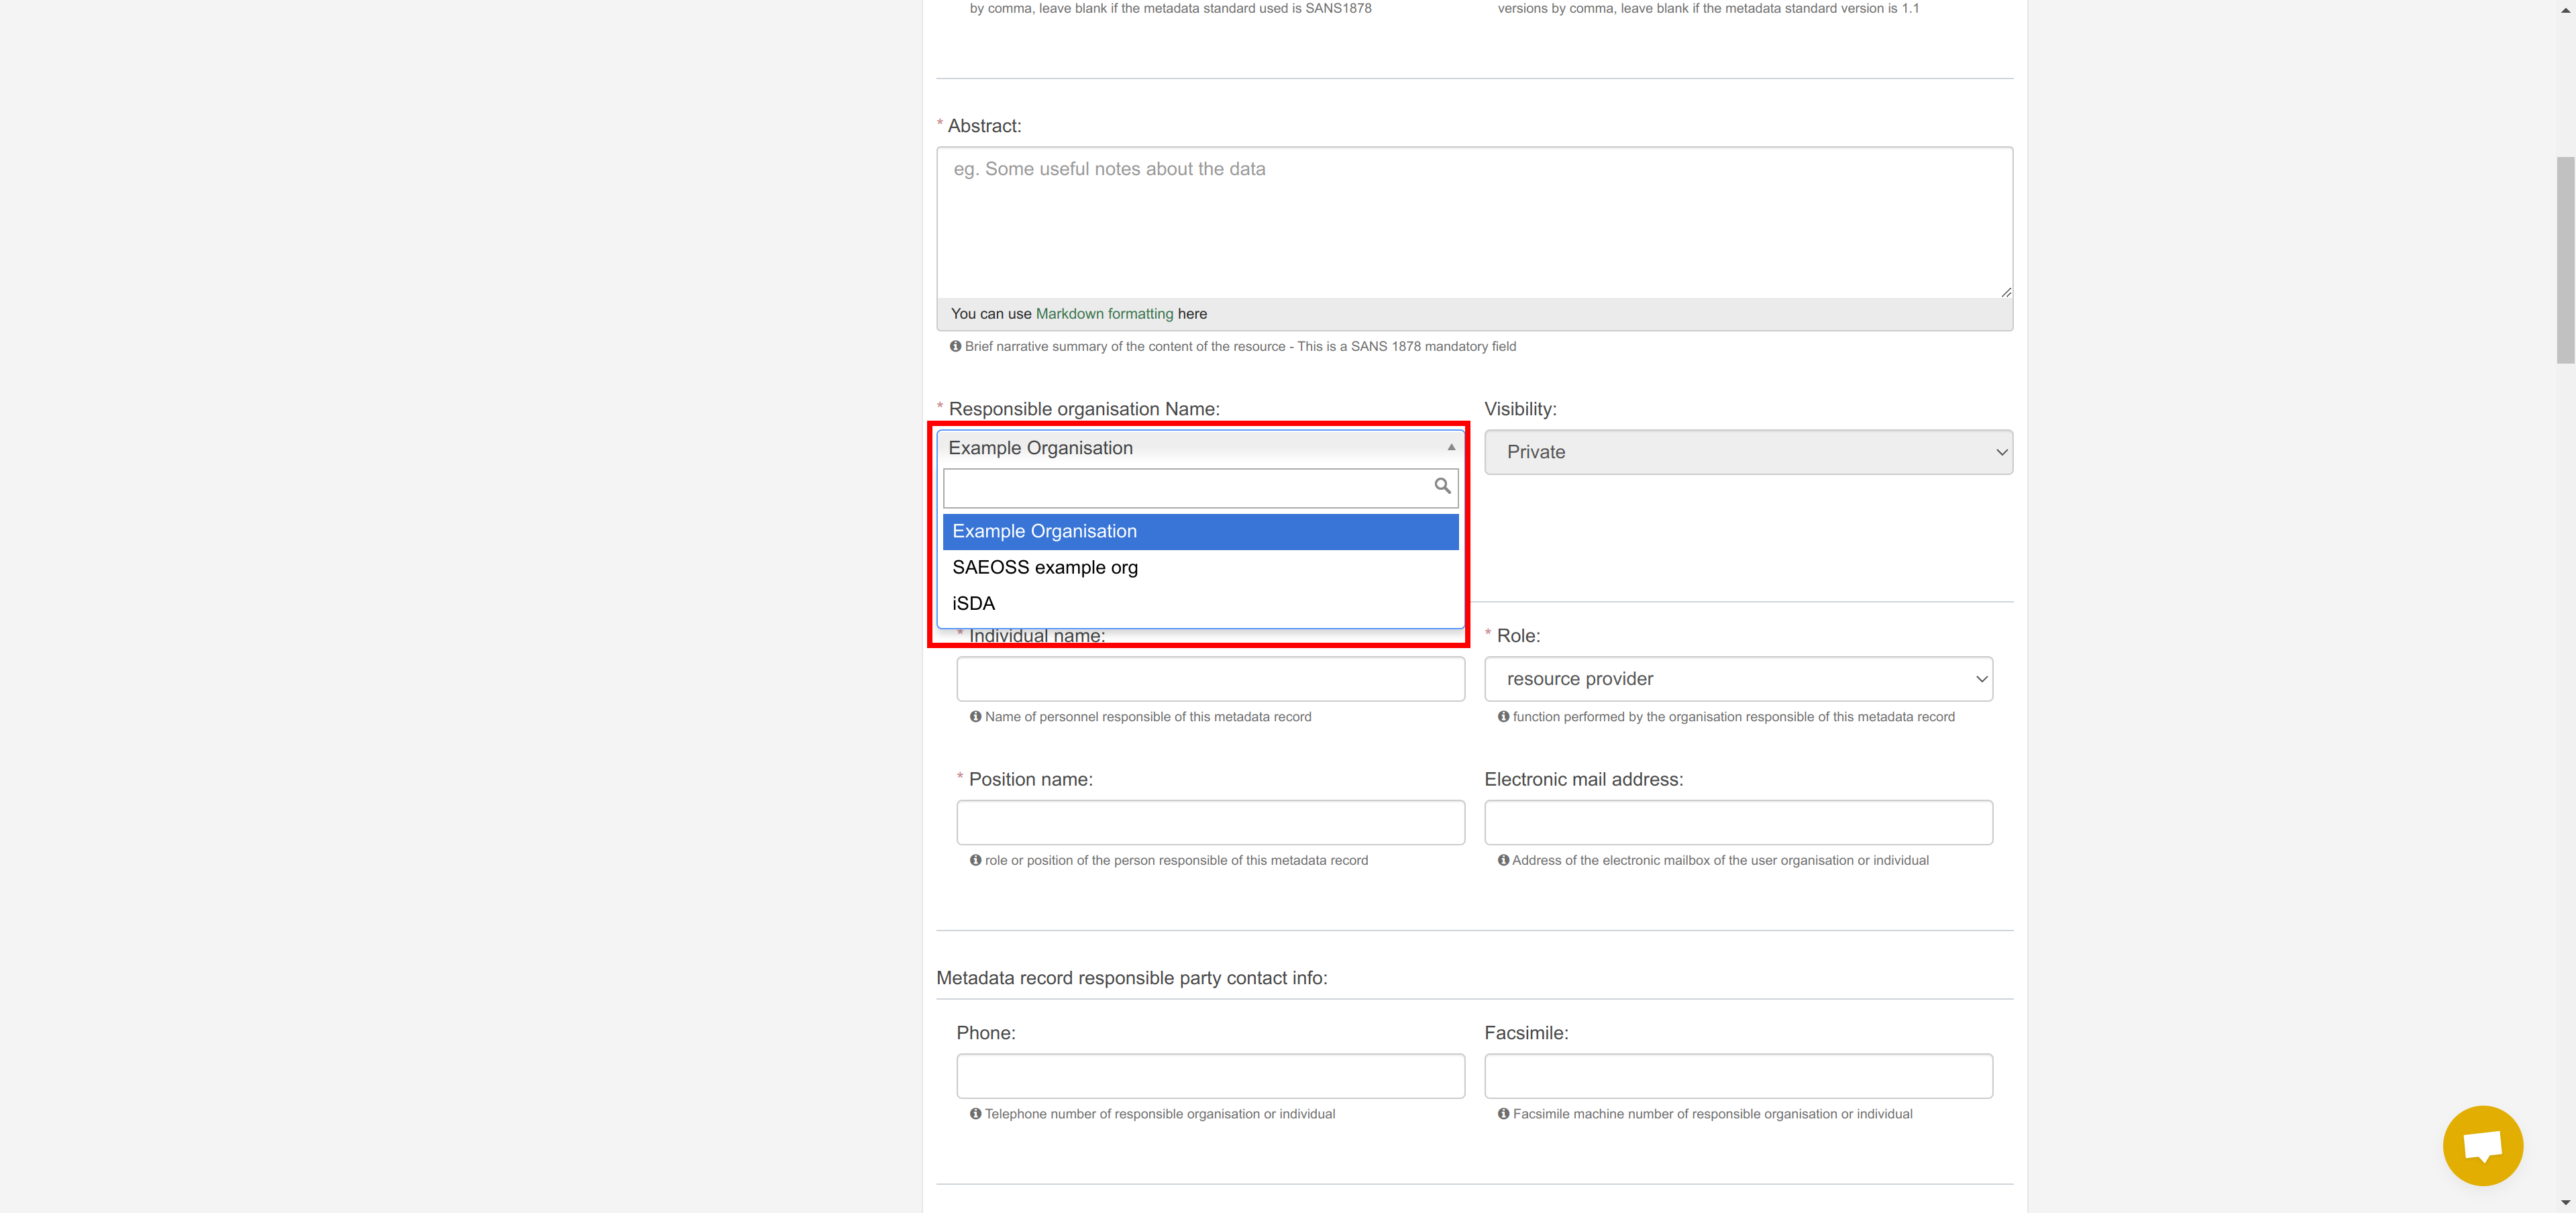 by comma, leave blank if the metadata standard used is SANS1878
versions by comma, leave blank if the metadata standard version is 1.1
* Abstract:
eg. Some useful notes about the data
You can use Markdown formatting here
Brief narrative summary of the content of the resource - This is a SANS 1878 mandatory field
* Responsible organisation Name:
Visibility:
Example Organisation
Private
Example Organisation
SAEOSS example org
iSDA
* Individual name:
* Role:
resource provider
Name of personnel responsible of this metadata record
function performed by the organisation responsible of this metadata record
* Position name:
Electronic mail address:
role or position of the person responsible of this metadata record
Address of the electronic mailbox of the user organisation or individual
Metadata record responsible party contact info:
Phone:
Facsimile:
Telephone number of responsible organisation or individual
Facsimile machine number of responsible organisation or individual